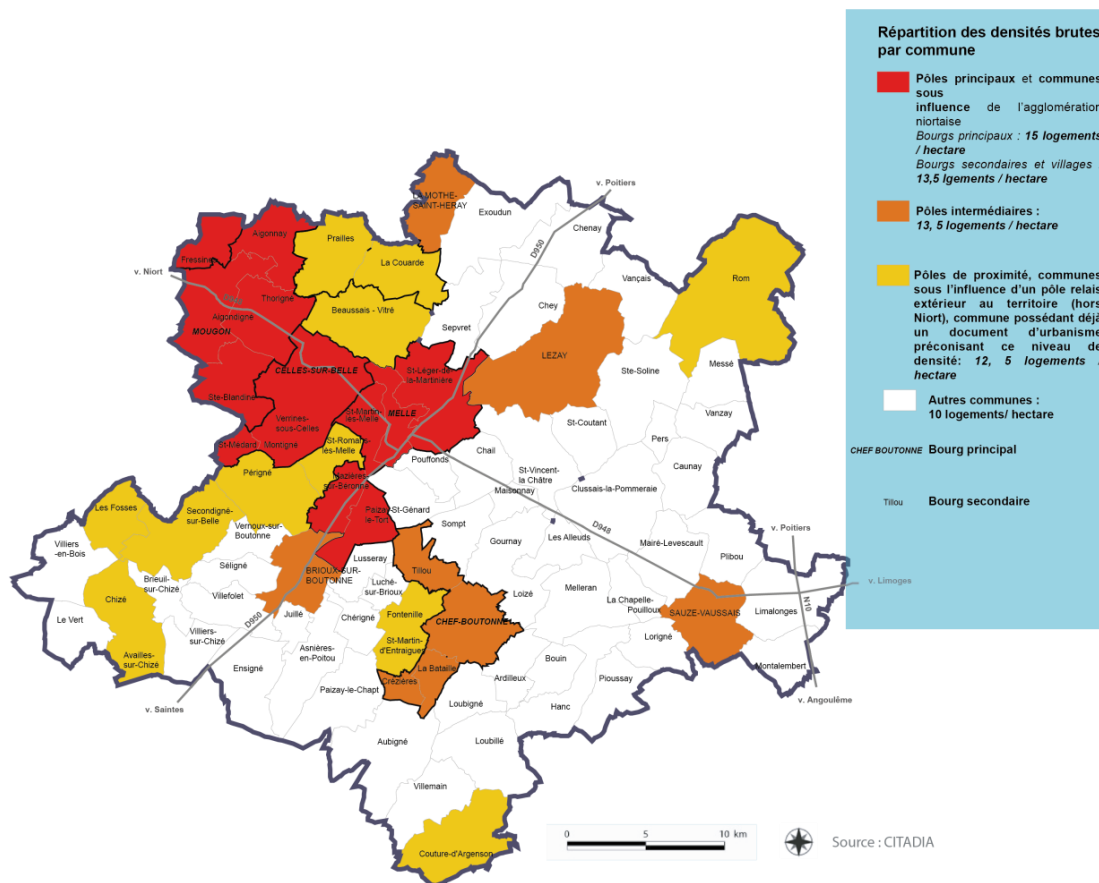 Répartition des densités brutes
par commune
Pôles principaux et communes
sous
influence de l'agglomération
niortaise
Bourgs principaux : 15 logements
/ hectare
Bourgs secondaires et villages :
13,5 lgements / hectare
Pôles intermédiaires :
13, 5 logements / hectare
Pôles de proximité, communes
sous l'influence d'un pôle relais
extérieur au territoire (hors
Niort), commune possédant déjà
un document d'urbanisme
préconisant ce niveau de
densité: 12, 5 logements /
hectare
Autres communes :
10 logements/ hectare
CHEF BOUTONNE Bourg principal
Tillou Bourg secondaire
v. Poitiers
LA MOTHE-
SAINT-HERAY
Exoudun
Chenay
D950
Aigonnay
Prailles
La Couarde
Fressines
Vançais
Rom
v. Niort
Thorigné
Beaussais - Vitré
Chey
Sepvret
Aigondigné
MOUGON
LEZAY
Messé
Ste-Soline
CELLES-SUR-BELLE
St-Léger-de-
la-Martinière
Ste-Blandine
Verrines-
sous-Celles
St-Martin-
lès-Melle
MELLE
St-Coutant
Vanzay
St-Médard
Montigné
St-Romans-
lès-Melle
Chail
Pers
Pouffonds
Périgné
Mazières-
sur-Béronne
St-Vincent-
la Châtre
Caunay
Maisonnay
Clussais-la-Pommeraie
Les Fosses
Secondigné-
sur-Belle
Paizay-
le-Tort
St-Génard
Vernoux-sur-
Boutonne
Sompt
D948
v. Poitiers
Villiers
-en-Bois
Gournay
Les Alleuds
Mairé-Levescault
Plibou
Séligné
Lusseray
BRIOUX-SUR-
BOUTONNE
Tillou
Brieuil-
sur-Chizé
Luché-
sur-Brioux
Melleran
v. Limoges
Chizé
Villefolet
Loizé
La Chapelle-
Pouilloux
N10
Le Vert
Juillé
Chérigné
Fontenille
CHEF-BOUTONNE
SAUZE-VAUSSAIS
Limalonges
Villiers-
sur-Chizé
D950
St-Martin-
d'Entraigues
Lorigné
Availles-
sur-Chizé
Ensigné
Asnières-
en-Poitou
La Bataille
Bouin
Montalembert
Crézières
Ardilleux
Pioussay
Paizay-le-Chapt
Loubigné
Hanc
v. Saintes
v. Angoulême
Aubigné
Loubillé
Villemain
Couture-d'Argenson
0 5 10 km
Source : CITADIA